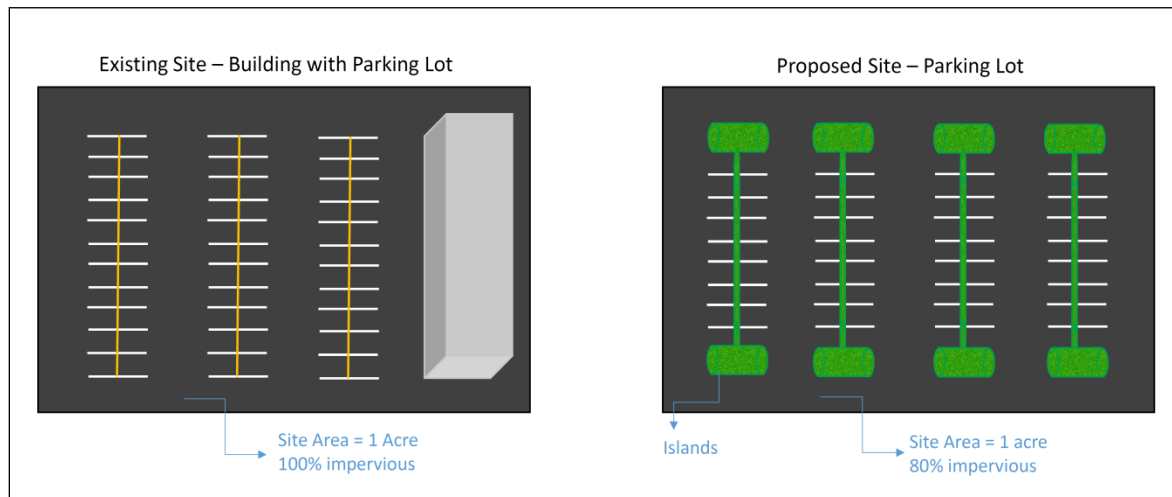 Existing Site – Building with Parking Lot
Proposed Site – Parking Lot
Site Area = 1 Acre
100% impervious
Islands
Site Area = 1 acre
80% impervious